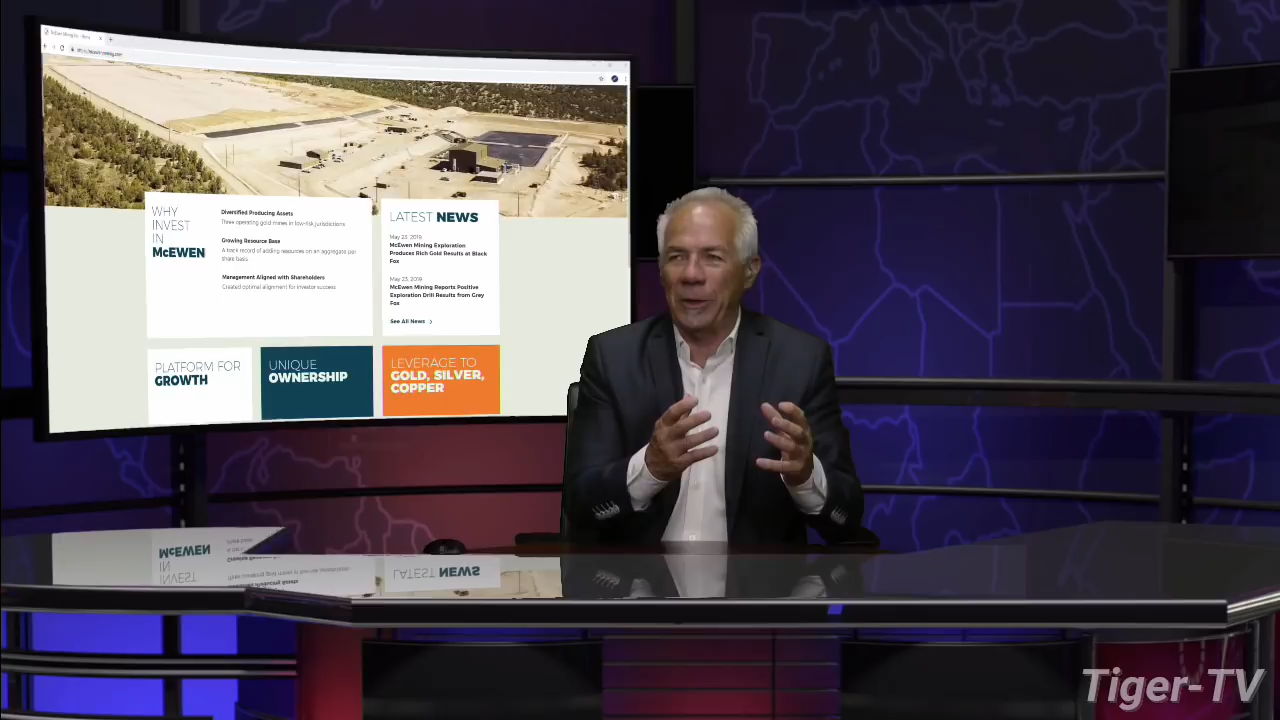 McEwen Mining Inc. - Home
WHY
INVEST
IN
McEWEN
Diversified Producing Assets
Three operating gold mines in low-risk jurisdictions
Growing Resource Base
A track record of adding resources on an aggregate per
share basis
Management Aligned with Shareholders
Created optimal alignment for investor success
LATEST NEWS
May 23, 2019
McEwen Mining Exploration
Produces Rich Gold Results at Black
Fox
May 23, 2019
McEwen Mining Reports Positive
Exploration Drill Results from Grey
Fox
See All News
PLATFORM FOR
GROWTH
UNIQUE
OWNERSHIP
LEVERAGE TO
GOLD, SILVER,
COPPER
Tiger-TV